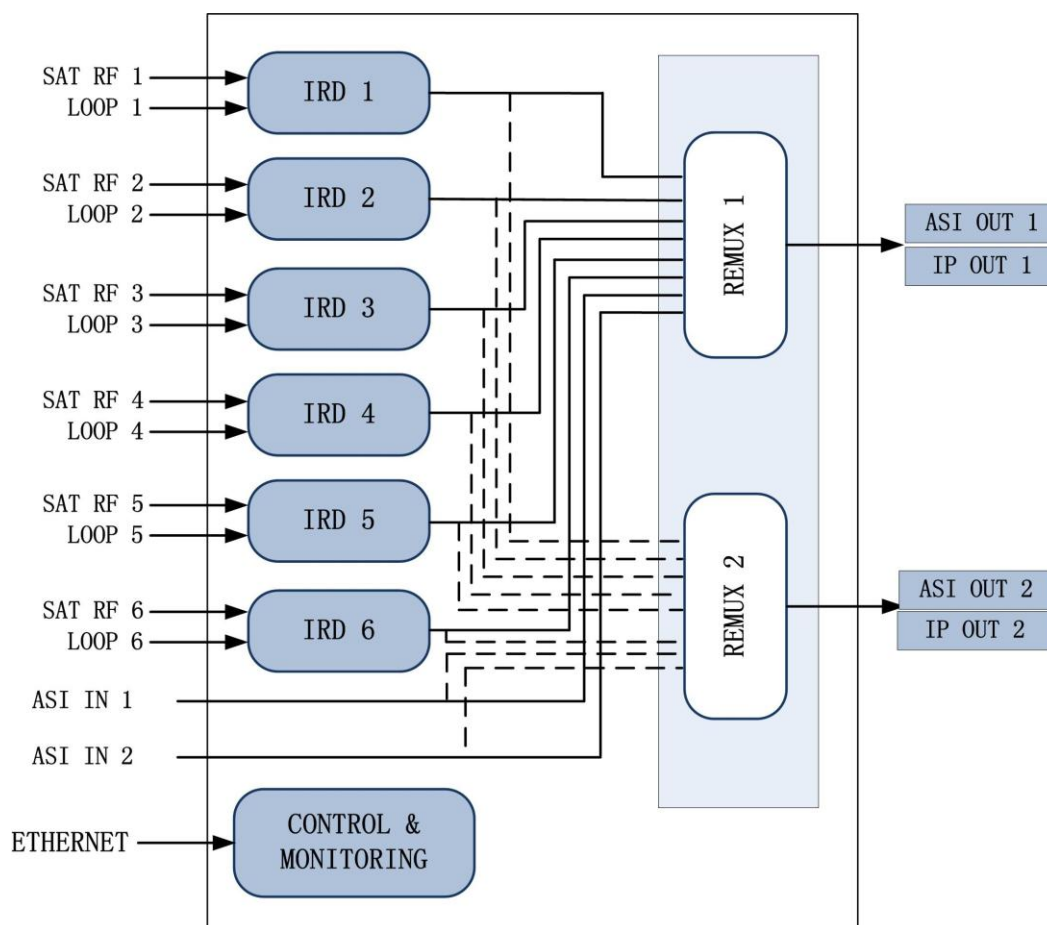 SAT RF 1
LOOP 1
IRD 1
SAT RF 2
LOOP 2
IRD 2
SAT RF 3
LOOP 3
IRD 3
SAT RF 4
LOOP 4
IRD 4
SAT RF 5
LOOP 5
IRD 5
SAT RF 6
LOOP 6
IRD 6
ASI IN 1
ASI IN 2
ETHERNET
CONTROL &
MONITORING
REMUX 1
REMUX 2
ASI OUT 1
IP OUT 1
ASI OUT 2
IP OUT 2